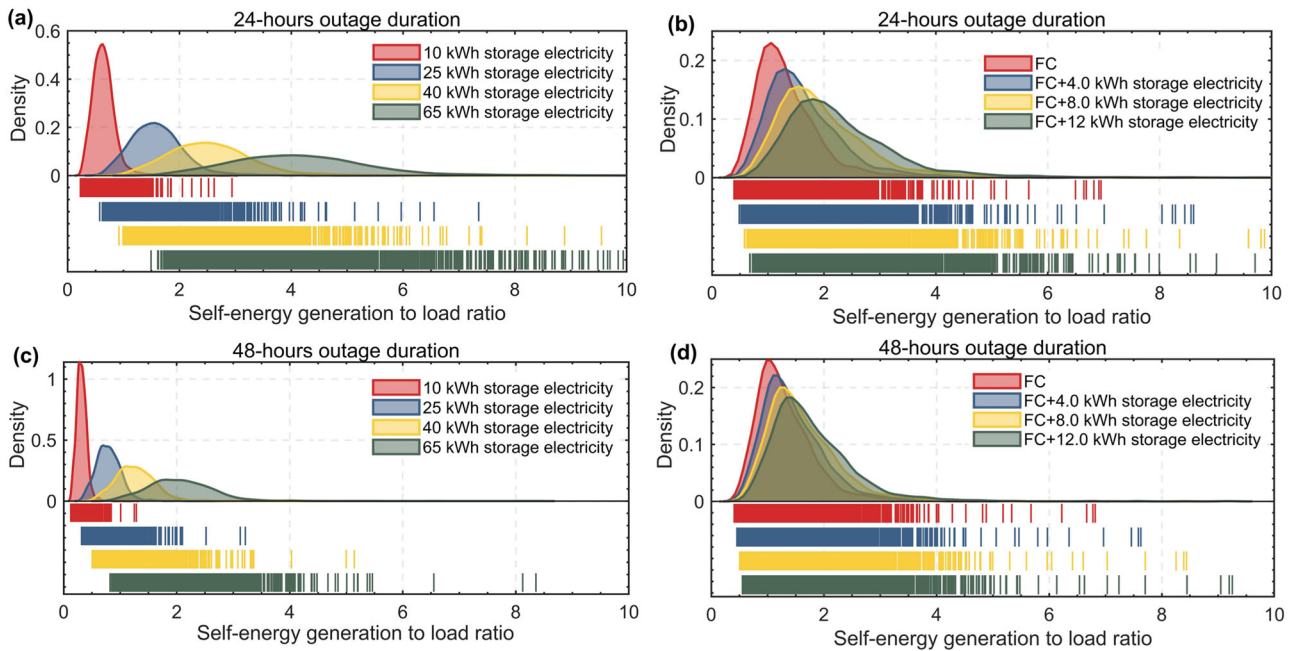 (a)
24-hours outage duration
0.6
0.4
0.2
0
Density
10 kWh storage electricity
25 kWh storage electricity
40 kWh storage electricity
65 kWh storage electricity
0 2 4 6 8 10
Self-energy generation to load ratio
(b)
24-hours outage duration
0.2
0.1
0
Density
FC
FC+4.0 kWh storage electricity
FC+8.0 kWh storage electricity
FC+12 kWh storage electricity
0 2 4 6 8 10
Self-energy generation to load ratio
(c)
48-hours outage duration
1
0.5
0
Density
10 kWh storage electricity
25 kWh storage electricity
40 kWh storage electricity
65 kWh storage electricity
0 2 4 6 8 10
Self-energy generation to load ratio
(d)
48-hours outage duration
0.2
0.1
0
Density
FC
FC+4.0 kWh storage electricity
FC+8.0 kWh storage electricity
FC+12.0 kWh storage electricity
0 2 4 6 8 10
Self-energy generation to load ratio